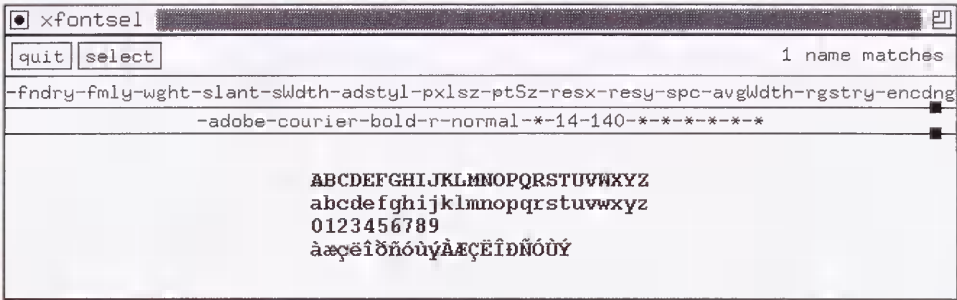 xfontsel
quit select 1 name matches
-fndry-fmly-wght-slant-sWdth-adstyl-pxlsz-ptSz-resx-resy-spc-avgWdth-rgstry-encdng
-adobe-courier-bold-r-normal-*-14-140-*-*-*-*-*-*
ABCDEFGHIJKLMNOPQRSTUVWXYZ
abcdefghijklmnopqrstuvwxyz
0123456789
àæçëîðñóùýÀÆÇËÎÐÑÓÙÝ